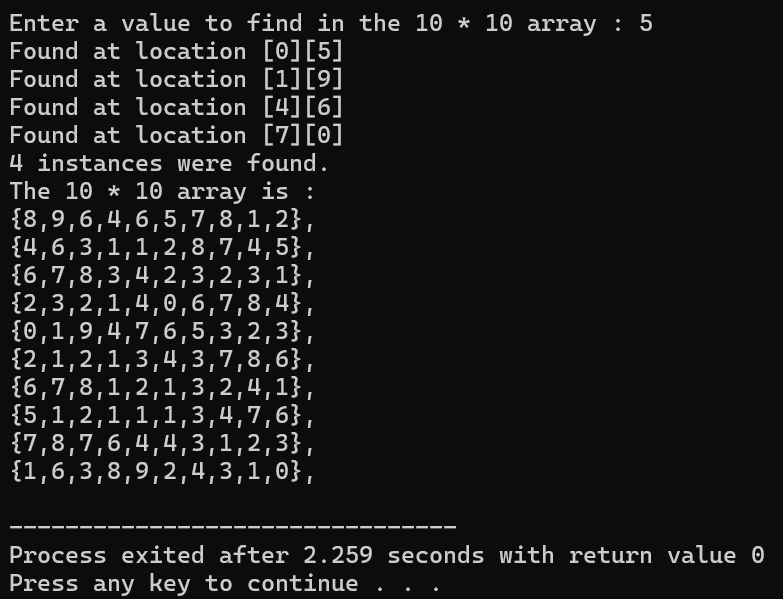 Enter a value to find in the 10 * 10 array : 5
Found at location [0][5]
Found at location [1][9]
Found at location [4][6]
Found at location [7][0]
4 instances were found.
The 10 * 10 array is :
{8,9,6,4,6,5,7,8,1,2},
{4,6,3,1,1,2,8,7,4,5},
{6,7,8,3,4,2,3,2,3,1},
{2,3,2,1,4,0,6,7,8,4},
{0,1,9,4,7,6,5,3,2,3},
{2,1,2,1,3,4,3,7,8,6},
{6,7,8,1,2,1,3,2,4,1},
{5,1,2,1,1,1,3,4,7,6},
{7,8,7,6,4,4,3,1,2,3},
{1,6,3,8,9,2,4,3,1,0},
--------------------------------
Process exited after 2.259 seconds with return value 0
Press any key to continue . . .